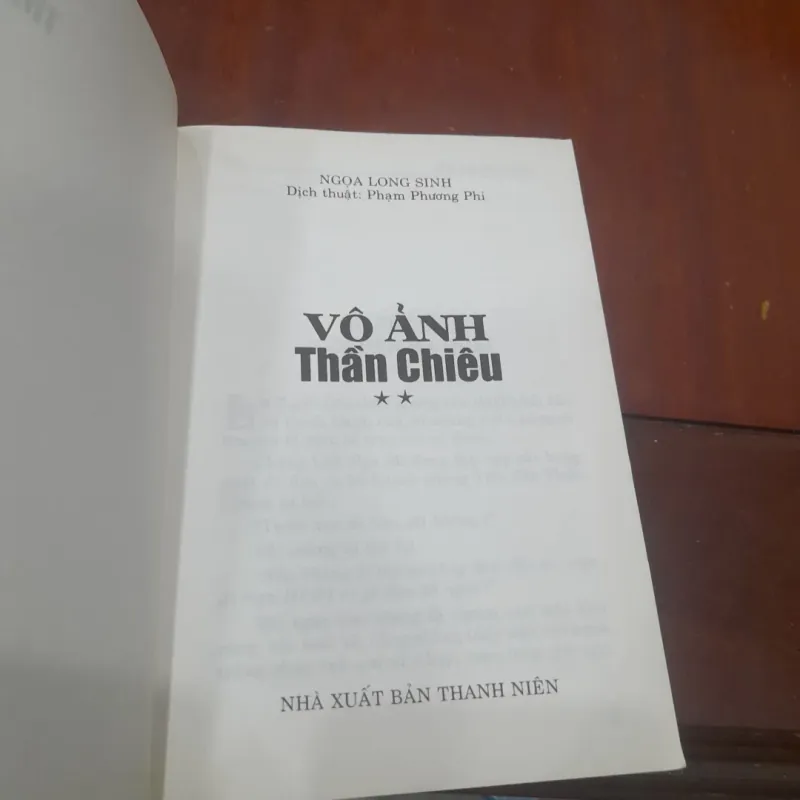 NGỌA LONG SINH
Dịch thuật: Phạm Phương Phi
VÔ ẢNH
Thần Chiêu
★ ★
NHÀ XUẤT BẢN THANH NIÊN